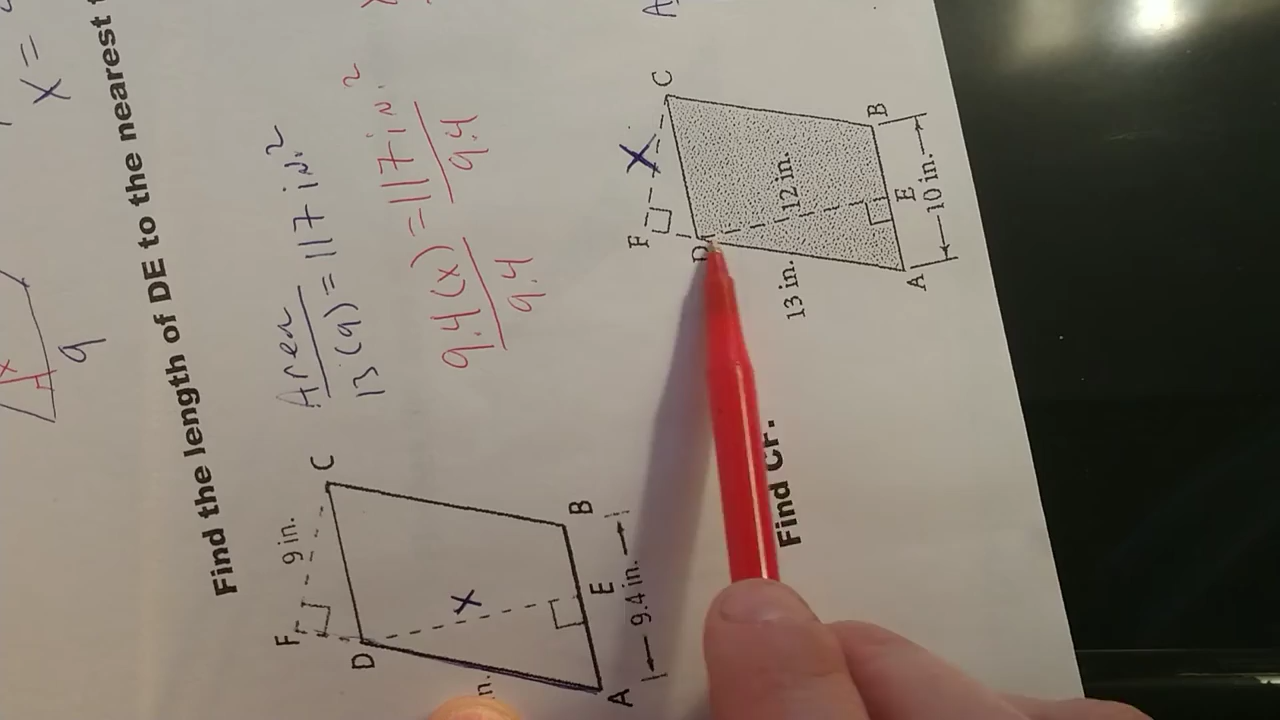 x =
9
Find the length of DE to the nearest
Area
13(9) = 117 in.²
9.4(x) = 117 in.²
9.4 9.4
F 9 in. C
D
x
E
A B
9.4 in.
Find CF.
F X C
D
13 in. 12 in.
E
A B
10 in.